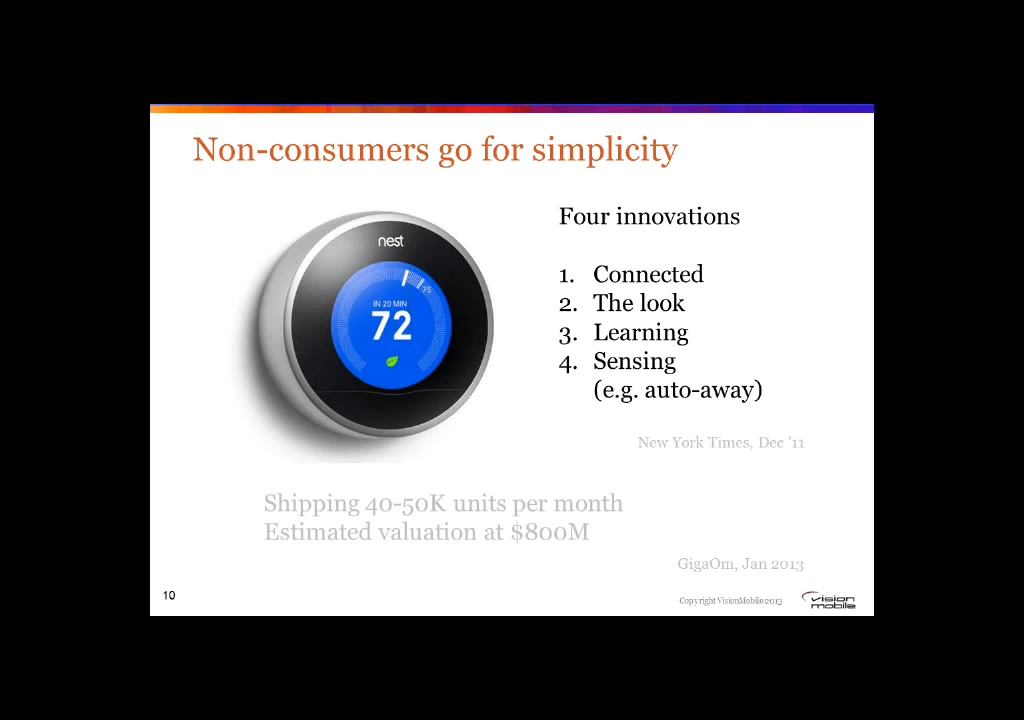 Non-consumers go for simplicity
nest
75
IN 20 MIN
72
Four innovations
1. Connected
2. The look
3. Learning
4. Sensing
(e.g. auto-away)
New York Times, Dec '11
Shipping 40-50K units per month
Estimated valuation at $800M
GigaOm, Jan 2013
10
Copyright VisionMobile 2013
vision
mobile